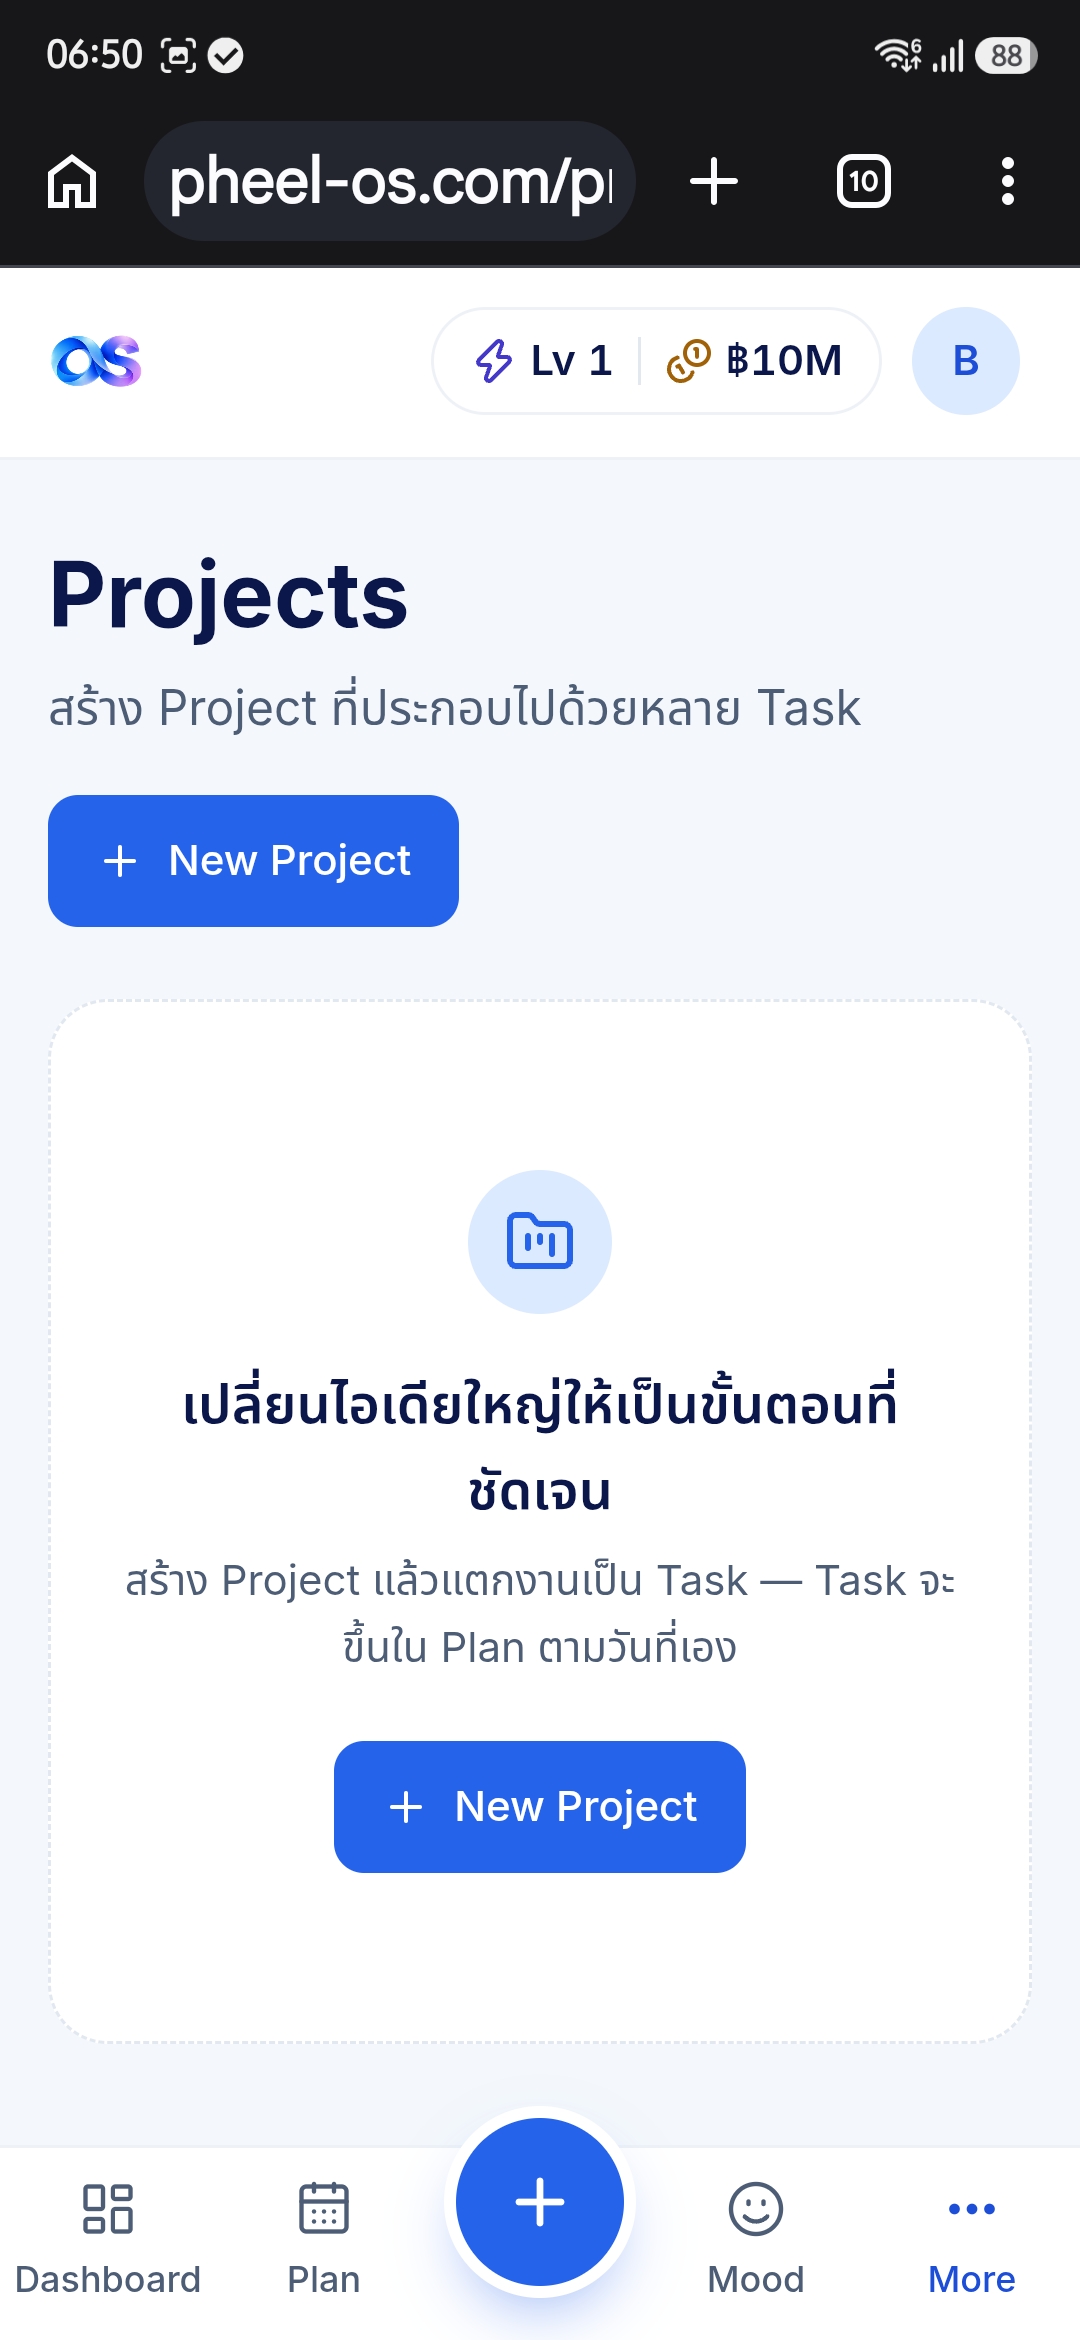 06:50
6
88
pheel-os.com/p
10
os
Lv 1
฿10M
B
Projects
สร้าง Project ที่ประกอบไปด้วยหลาย Task
+ New Project
เปลี่ยนไอเดียใหญ่ให้เป็นขั้นตอนที่
ชัดเจน
สร้าง Project แล้วแตกงานเป็น Task — Task จะ
ขึ้นใน Plan ตามวันที่เอง
+ New Project
Dashboard
Plan
Mood
More